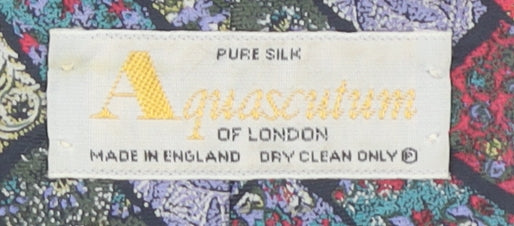 PURE SILK
Aquascutum
OF LONDON
MADE IN ENGLAND DRY CLEAN ONLY Ⓟ